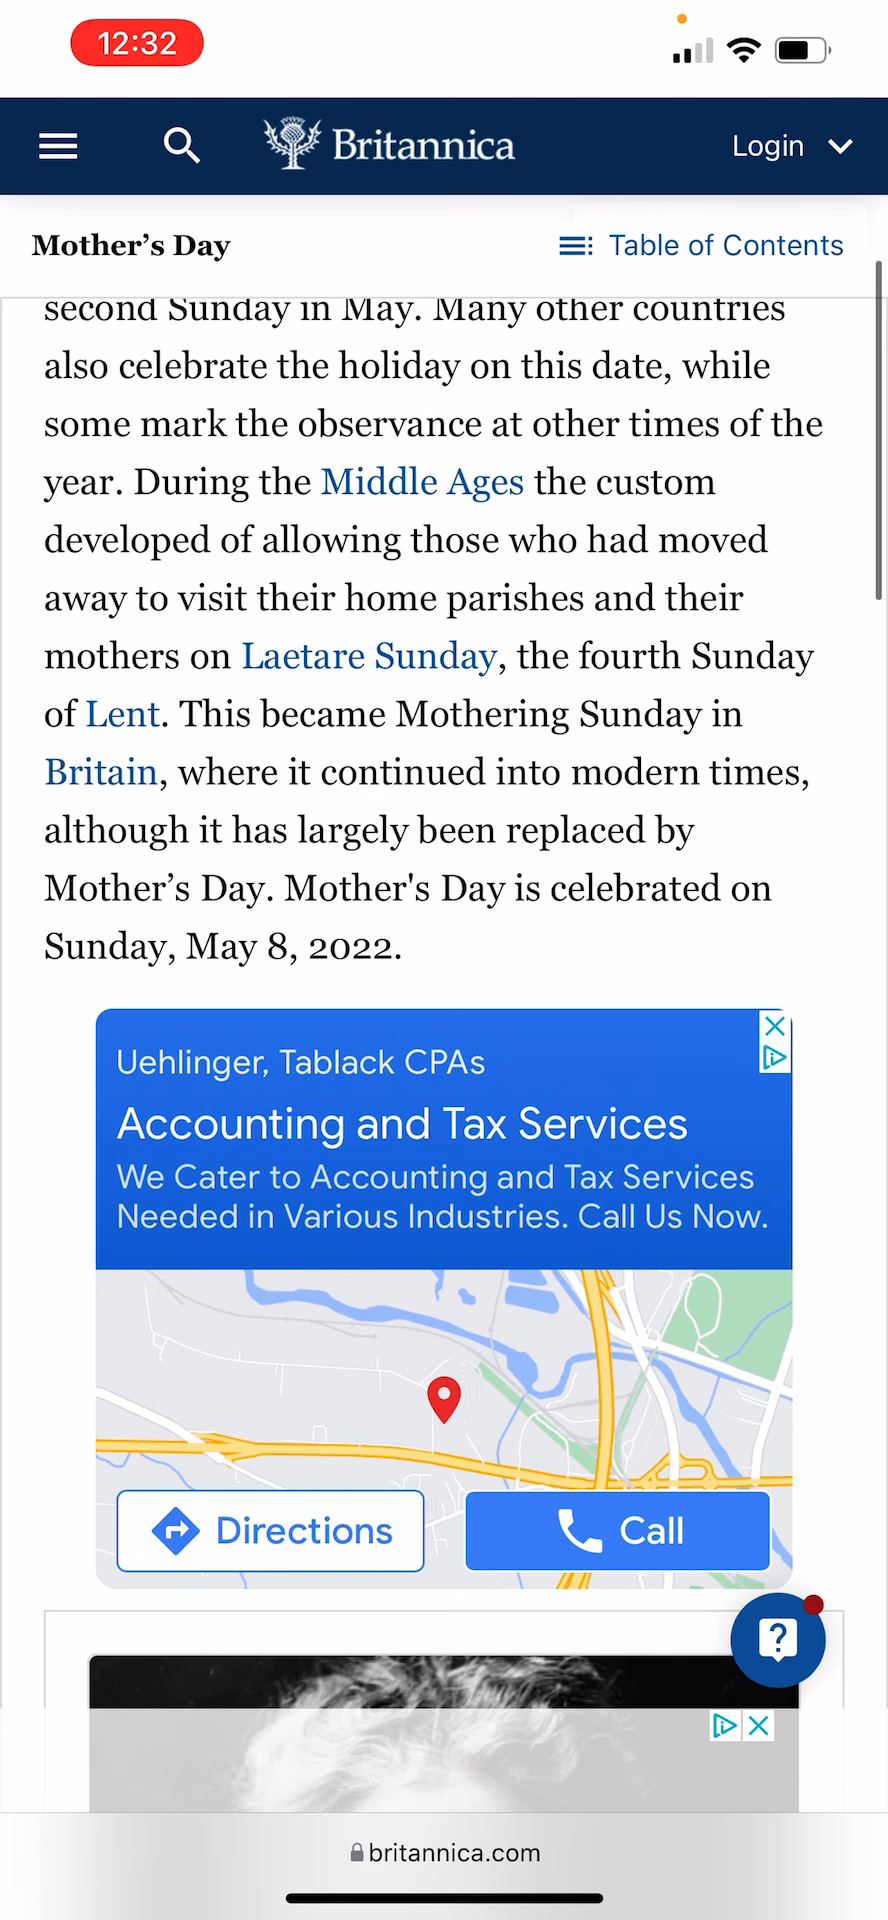 12:32
Britannica
Login
Mother’s Day
Table of Contents
second Sunday in May. Many other countries
also celebrate the holiday on this date, while
some mark the observance at other times of the
year. During the Middle Ages the custom
developed of allowing those who had moved
away to visit their home parishes and their
mothers on Laetare Sunday, the fourth Sunday
of Lent. This became Mothering Sunday in
Britain, where it continued into modern times,
although it has largely been replaced by
Mother’s Day. Mother's Day is celebrated on
Sunday, May 8, 2022.
Uehlinger, Tablack CPAs
Accounting and Tax Services
We Cater to Accounting and Tax Services
Needed in Various Industries. Call Us Now.
Directions
Call
britannica.com